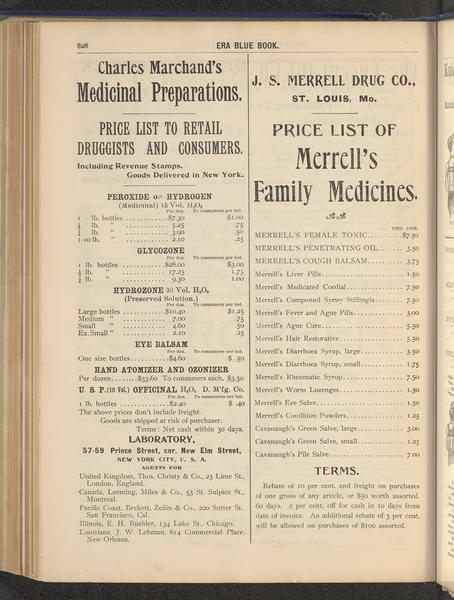 828
ERA BLUE BOOK.
Charles Marchand's
Medicinal Preparations.
PRICE LIST TO RETAIL
DRUGGISTS AND CONSUMERS.
Including Revenue Stamps.
Goods Delivered in New York.
PEROXIDE OF HYDROGEN
(Medicinal) 15 Vol. H₂O₂
Per doz. To consumers per bot.
1 lb. bottles ........$7.30 $1.00
½ lb. " ........ 5.25 .75
¼ lb. " ........ 3.90 .50
1-10 lb. " ........ 2.10 .25
GLYCOZONE
Per doz. To consumers per bot.
1 lb. bottles ........$28.00 $3.00
½ lb. " ........ 17.25 1.75
¼ lb. " ........ 9.30 1.00
HYDROZONE 30 Vol. H₂O₂
(Preserved Solution.)
Per doz. To consumers per bot.
Large bottles ........$10.40 $1.25
Medium " ........ 7.00 .75
Small " ........ 4.60 .50
Ex. Small " ........ 2.10 .25
EYE BALSAM
Per doz. To consumers per bot.
One size bottles........$4.60 $ .50
HAND ATOMIZER AND OZONIZER
Per dozen........$33.60 To consumers each, $3.50
U. S. P. (10 Vol.) OFFICINAL H₂O₂ D. M'fg. Co.
Per doz. To consumers per bot.
1 lb. bottles ........$2.40 $ .40
The above prices don't include freight.
Goods are shipped at risk of purchaser.
Terms: Net cash within 30 days.
LABORATORY,
57-59 Prince Street, cor. New Elm Street,
NEW YORK CITY, U. S. A.
AGENTS FOR
United Kingdom, Thos. Christy & Co., 25 Lime St.,
London, England.
Canada, Leeming, Miles & Co., 53 St. Sulpice St.,
Montreal.
Pacific Coast, Beckett, Zeilin & Co., 220 Sutter St.
San Francisco, Cal.
Illinois, E. H. Buehler, 134 Lake St., Chicago.
Louisiana, J. W. Lehman, 614 Commercial Place,
New Orleans.
J. S. MERRELL DRUG CO.,
ST. LOUIS, Mo.
PRICE LIST OF
Merrell's
Family Medicines.
PER DOZ.
MERRELL'S FEMALE TONIC........$7.50
MERRELL'S PENETRATING OIL........ 3.50
MERRELL'S COUGH BALSAM........ 3.75
Merrell's Liver Pills........ 1.50
Merrell's Medicated Cordial........ 7.50
Merrell's Compound Syrup Stillingia........ 7.50
Merrell's Fever and Ague Pills........ 3.00
Merrell's Ague Cure........ 5.50
Merrell's Hair Restorative........ 5.50
Merrell's Diarrhoea Syrup, large........ 3.50
Merrell's Diarrhoea Syrup, small........ 1.75
Merrell's Rheumatic Syrup........ 7.50
Merrell's Worm Lozenges........ 1.50
Merrell's Eye Salve........ 1.50
Merrell's Condition Powders........ 1.25
Cavanaugh's Green Salve, large........ 3.00
Cavanaugh's Green Salve, small........ 1.25
Cavanaugh's Pile Salve........ 7.00
TERMS.
Rebate of 10 per cent. and freight on purchases
of one gross of any article, or $50 worth assorted.
60 days. 2 per cent. off for cash in 10 days from
date of invoice. An additional rebate of 3 per cent.
will be allowed on purchases of $100 assorted.